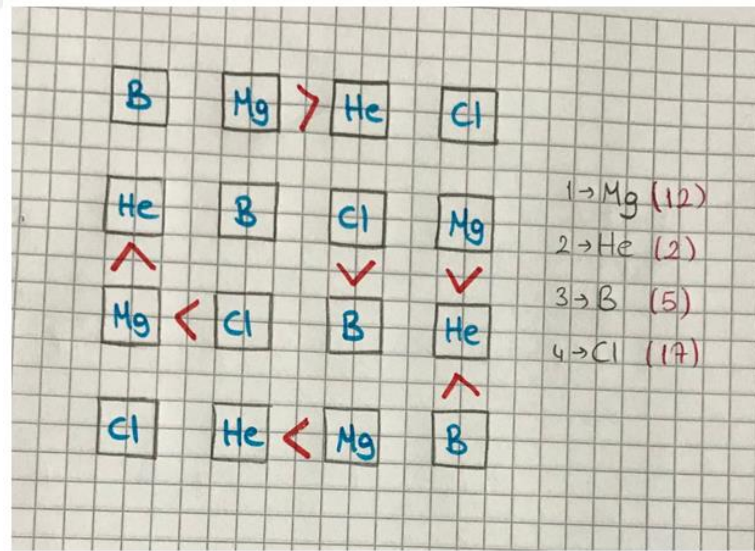 B Mg > He Cl
He B Cl Mg
∧ ∨ ∨
Mg < Cl B He
∧
Cl He < Mg B
1→Mg (12)
2→He (2)
3→B (5)
4→Cl (17)